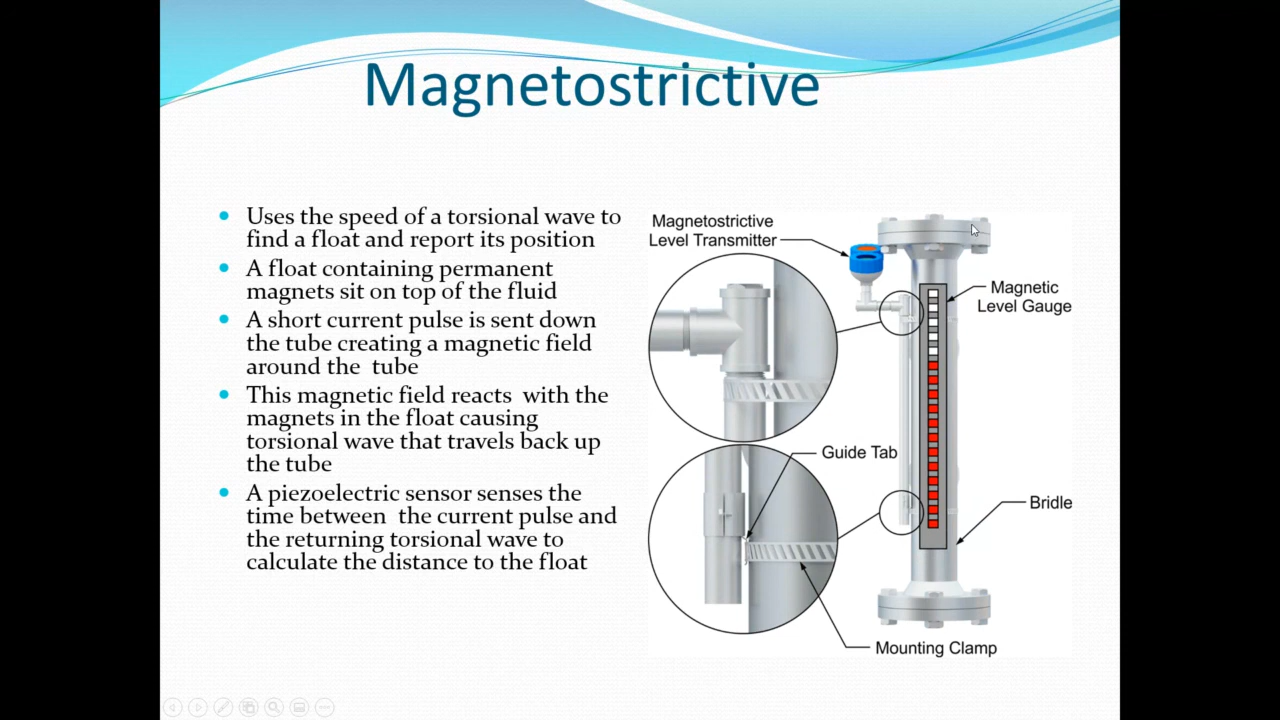 Magnetostrictive
Uses the speed of a torsional wave to
find a float and report its position
A float containing permanent
magnets sit on top of the fluid
A short current pulse is sent down
the tube creating a magnetic field
around the tube
This magnetic field reacts with the
magnets in the float causing
torsional wave that travels back up
the tube
A piezoelectric sensor senses the
time between the current pulse and
the returning torsional wave to
calculate the distance to the float
Magnetostrictive
Level Transmitter
Magnetic
Level Gauge
Guide Tab
Bridle
Mounting Clamp